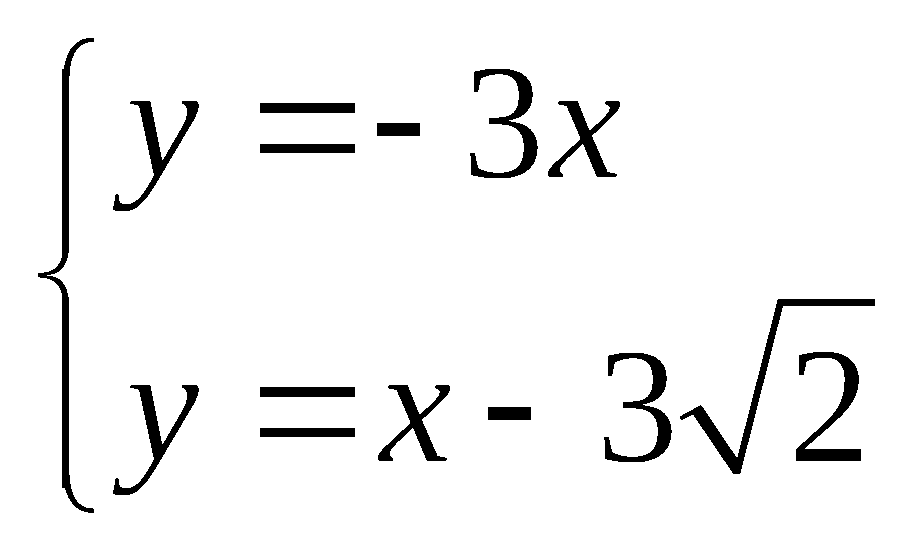 y = - 3x
y = x - 3√2